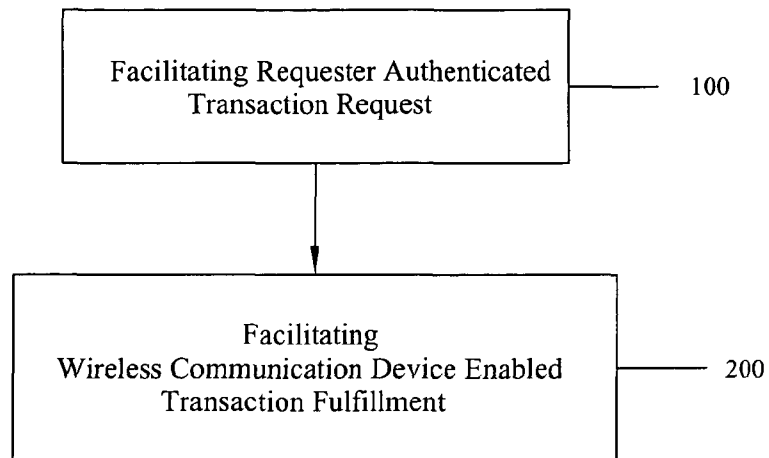 Facilitating Requester Authenticated
Transaction Request
100
Facilitating
Wireless Communication Device Enabled
Transaction Fulfillment
200